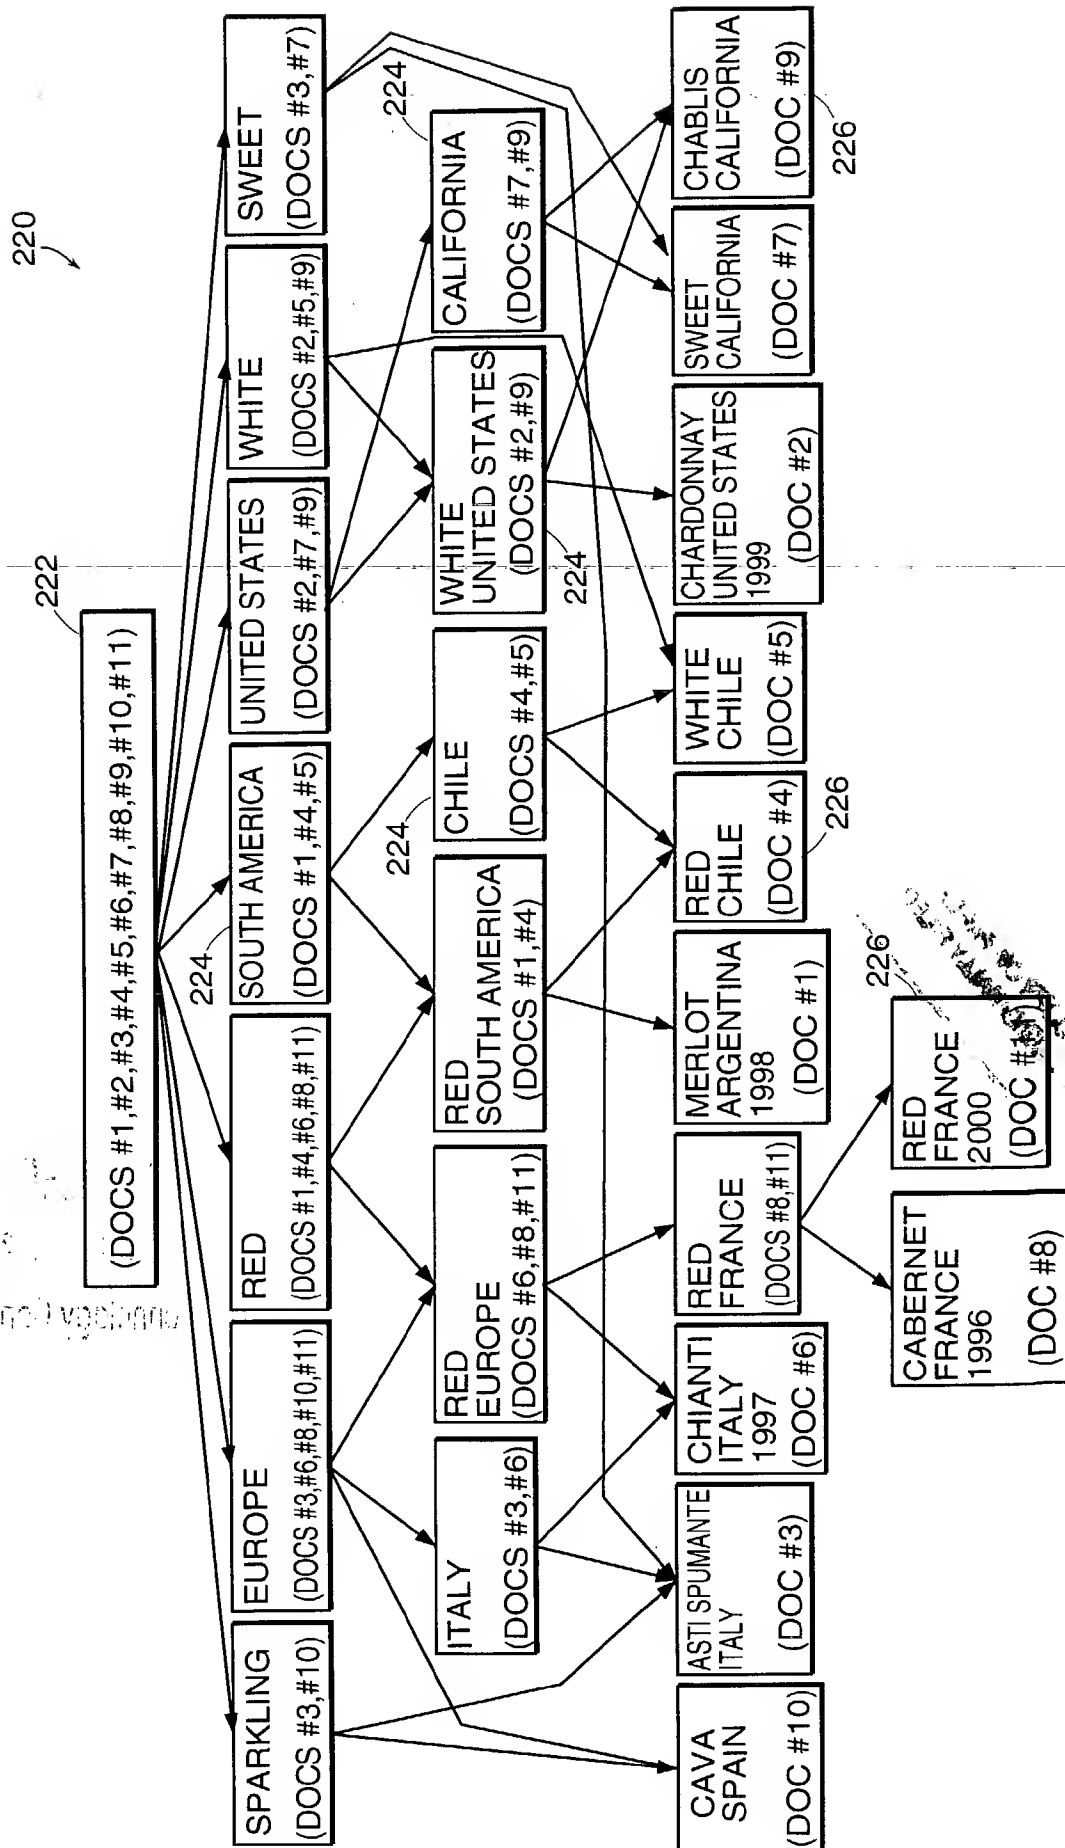 220
222
(DOCS #1,#2,#3,#4,#5,#6,#7,#8,#9,#10,#11)
SPARKLING
(DOCS #3,#10)
EUROPE
(DOCS #3,#6,#8,#10,#11)
RED
(DOCS #1,#4,#6,#8,#11)
224
SOUTH AMERICA
(DOCS #1,#4,#5)
UNITED STATES
(DOCS #2,#7,#9)
WHITE
(DOCS #2,#5,#9)
SWEET
(DOCS #3,#7)
ITALY
(DOCS #3,#6)
RED
EUROPE
(DOCS #6,#8,#11)
RED
SOUTH AMERICA
(DOCS #1,#4)
224
CHILE
(DOCS #4,#5)
WHITE
UNITED STATES
(DOCS #2,#9)
224
224
CALIFORNIA
(DOCS #7,#9)
CAVA
SPAIN
(DOC #10)
ASTI SPUMANTE
ITALY
(DOC #3)
CHIANTI
ITALY
1997
(DOC #6)
RED
FRANCE
(DOCS #8,#11)
MERLOT
ARGENTINA
1998
(DOC #1)
RED
CHILE
(DOC #4)
226
WHITE
CHILE
(DOC #5)
CHARDONNAY
UNITED STATES
1999
(DOC #2)
SWEET
CALIFORNIA
(DOC #7)
CHABLIS
CALIFORNIA
(DOC #9)
226
CABERNET
FRANCE
1996
(DOC #8)
226
RED
FRANCE
2000
(DOC